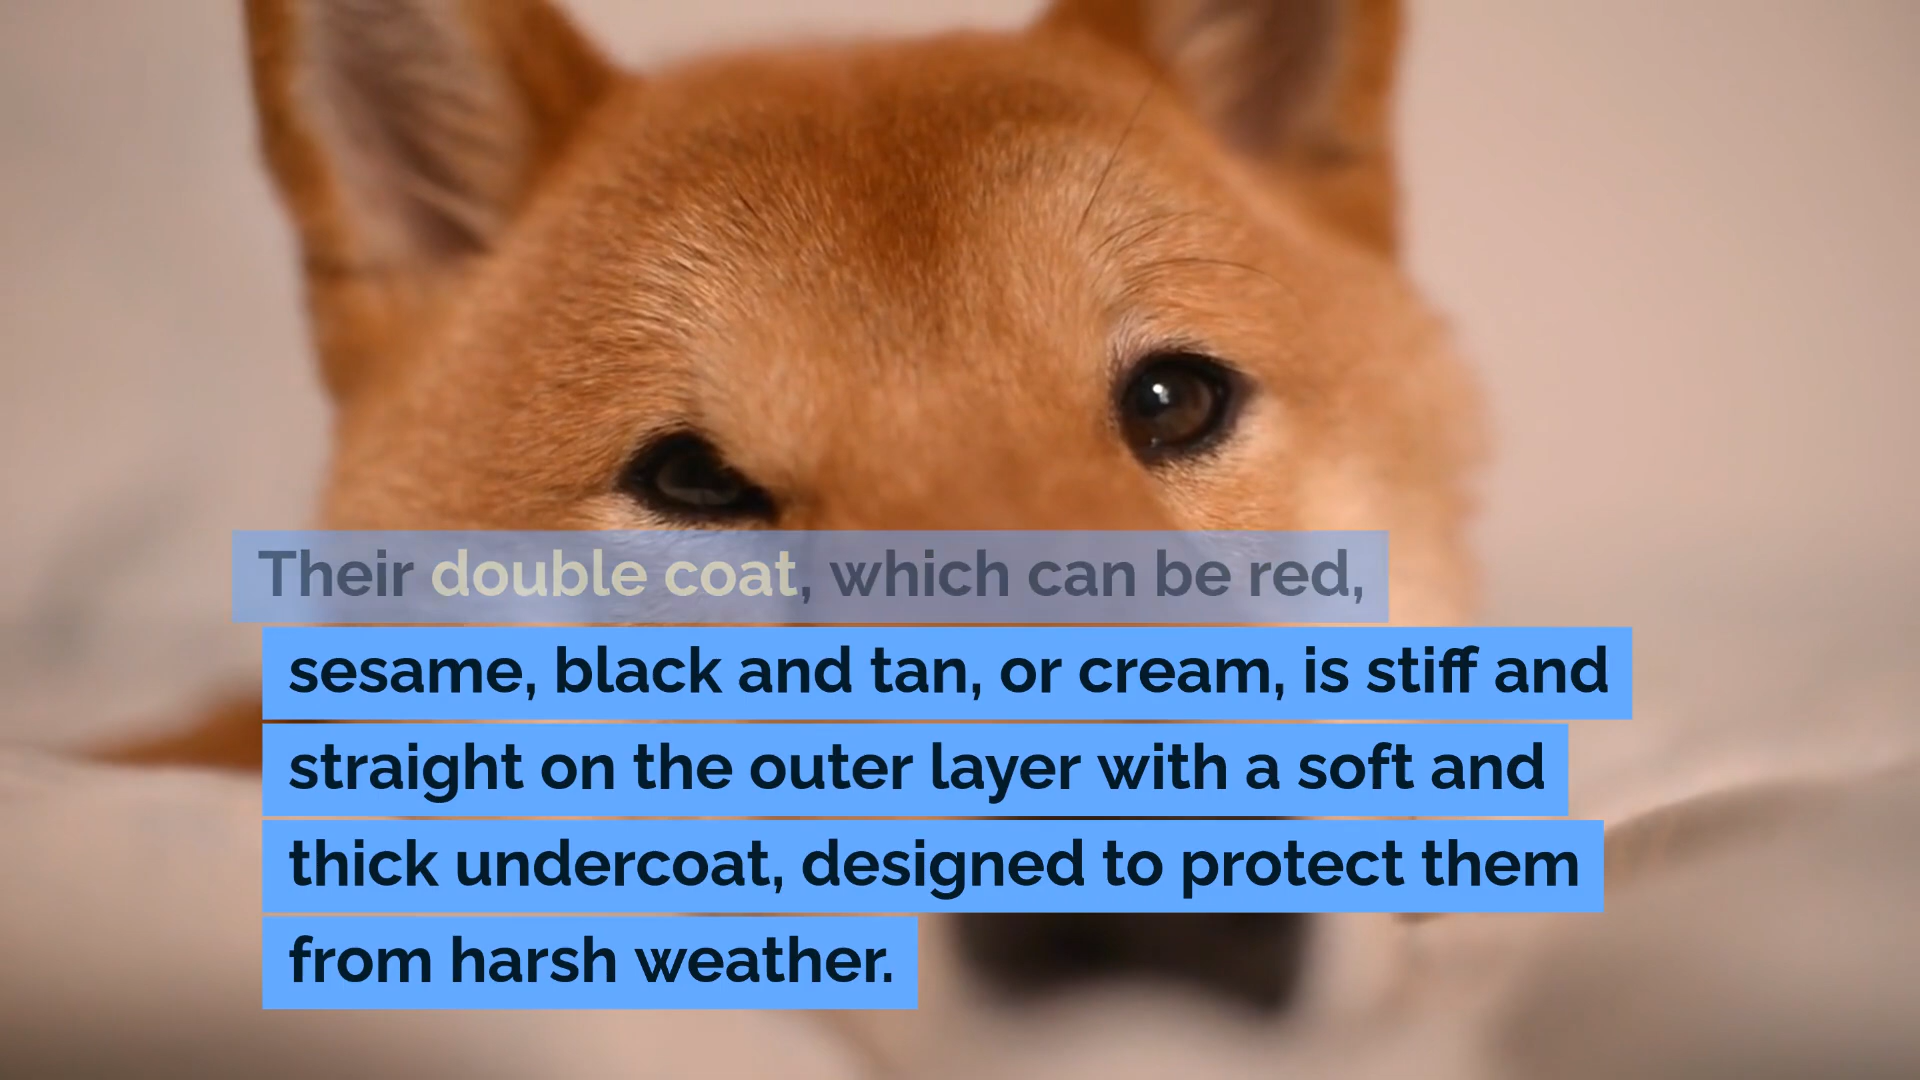 Their double coat, which can be red,
sesame, black and tan, or cream, is stiff and
straight on the outer layer with a soft and
thick undercoat, designed to protect them
from harsh weather.